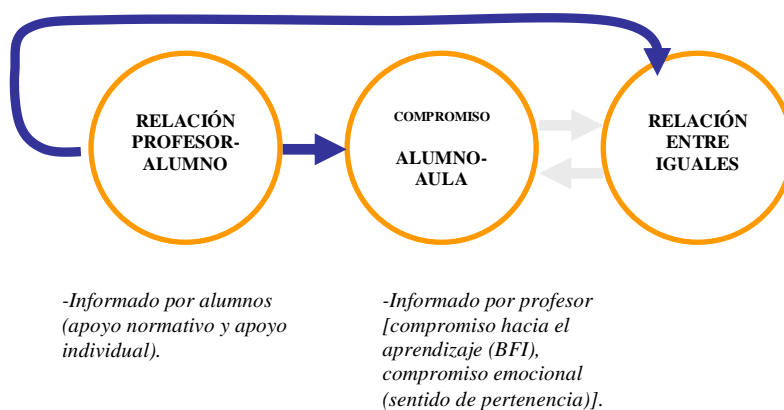 RELACIÓN
PROFESOR-
ALUMNO
COMPROMISO
ALUMNO-
AULA
RELACIÓN
ENTRE
IGUALES
-Informado por alumnos
(apoyo normativo y apoyo
individual).
-Informado por profesor
[compromiso hacia el
aprendizaje (BFI),
compromiso emocional
(sentido de pertenencia)].